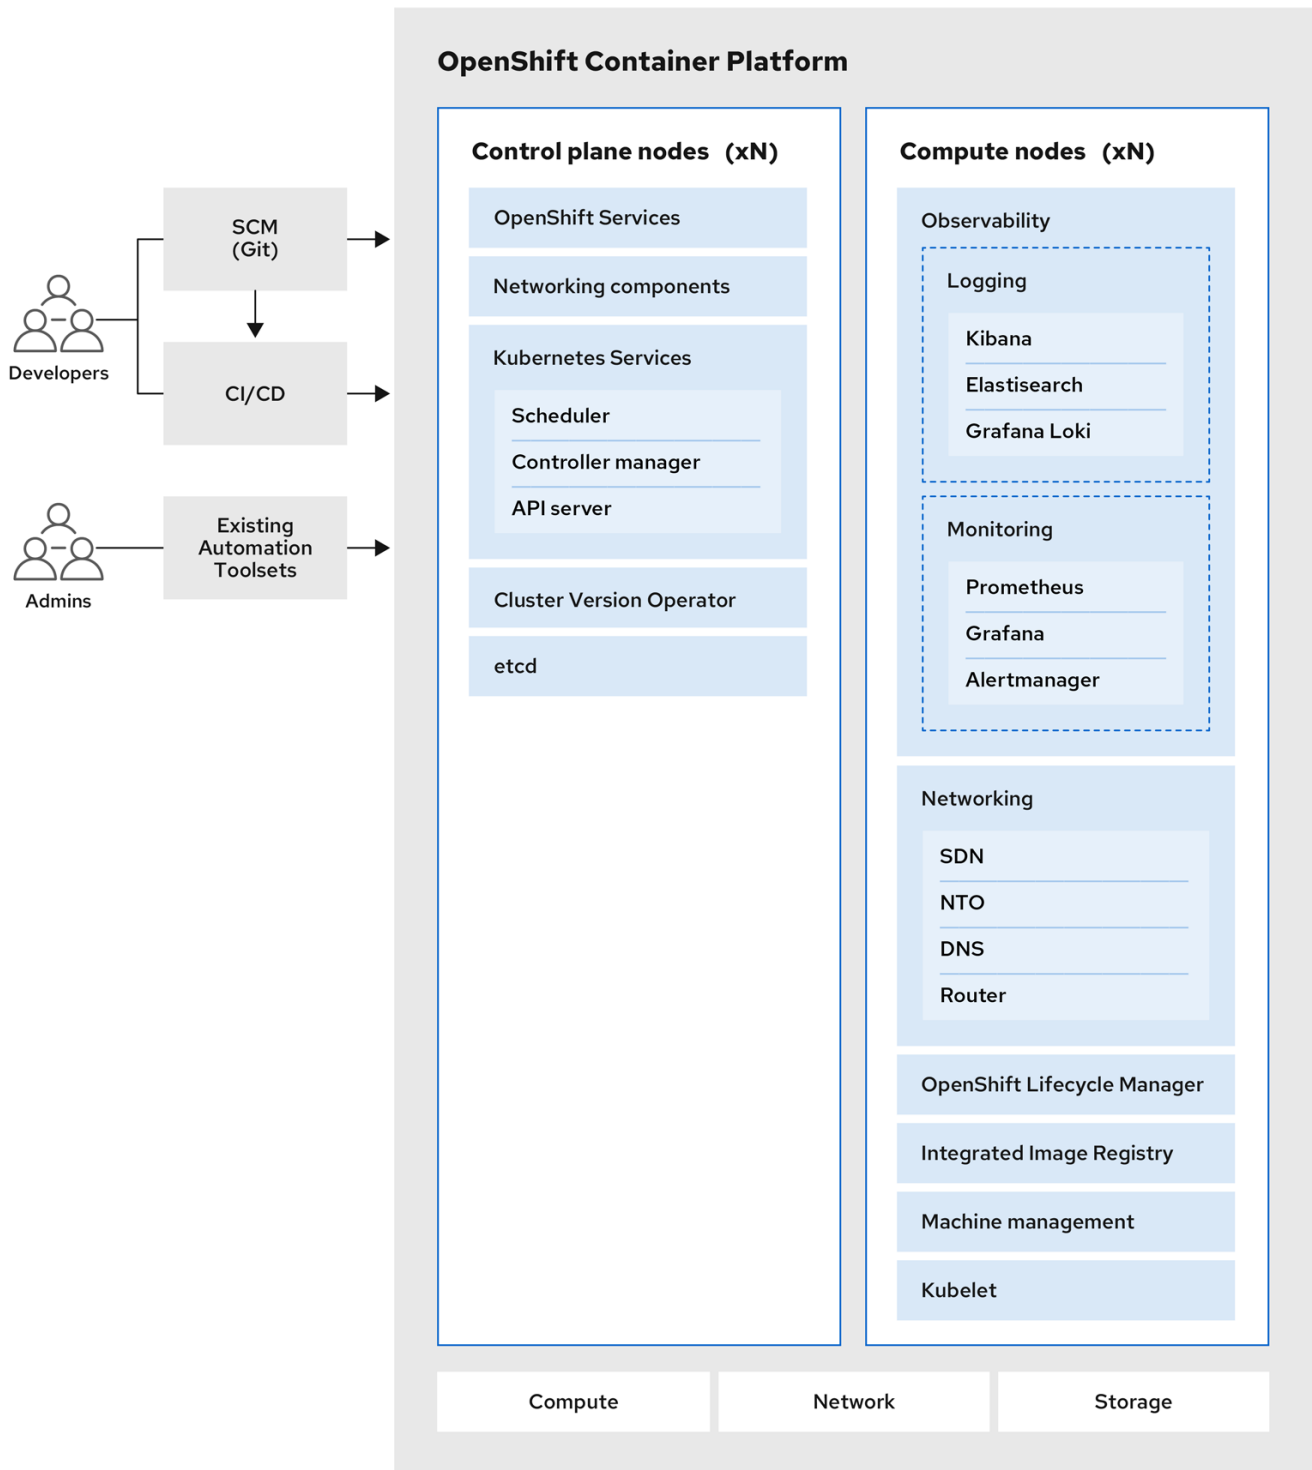 OpenShift Container Platform
Control plane nodes (xN)
OpenShift Services
Networking components
Kubernetes Services
Scheduler
Controller manager
API server
Cluster Version Operator
etcd
Compute nodes (xN)
Observability
Logging
Kibana
Elastisearch
Grafana Loki
Monitoring
Prometheus
Grafana
Alertmanager
Networking
SDN
NTO
DNS
Router
OpenShift Lifecycle Manager
Integrated Image Registry
Machine management
Kubelet
Compute
Network
Storage
SCM
(Git)
Developers
CI/CD
Existing
Automation
Toolsets
Admins